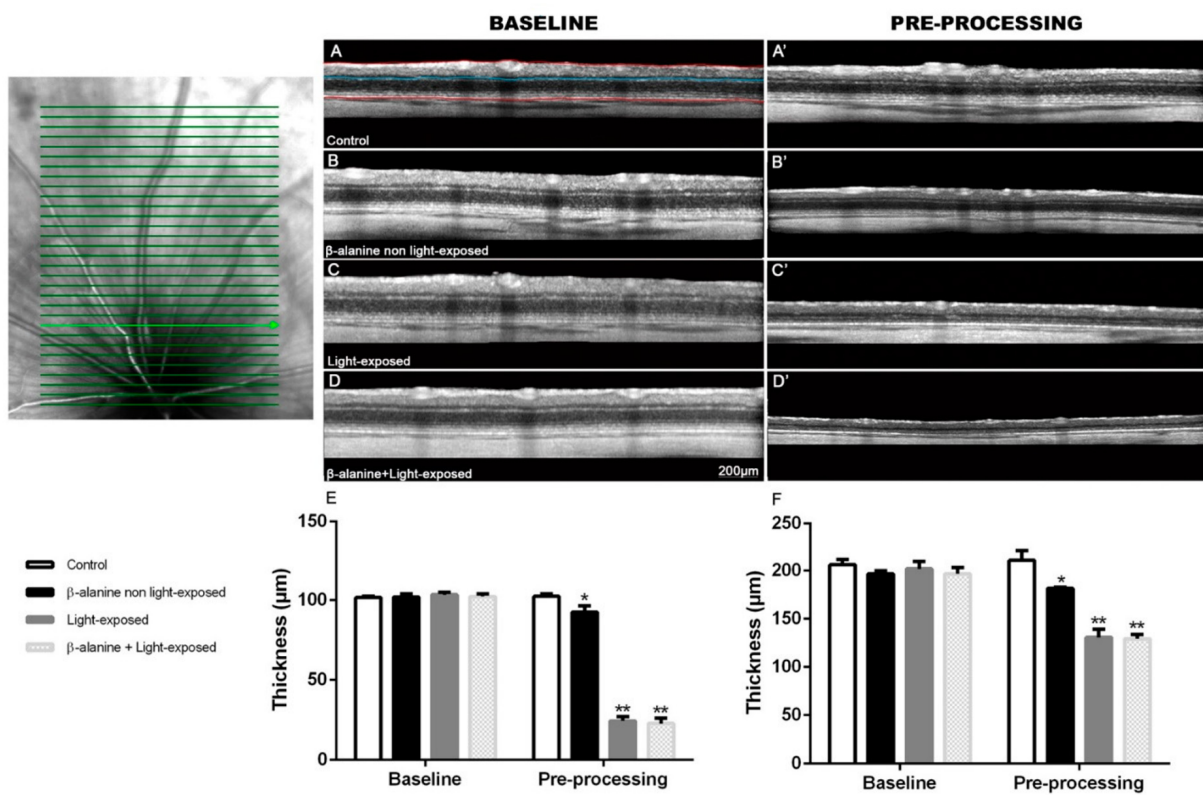 BASELINE
PRE-PROCESSING
A
Control
A'
B
β-alanine non light-exposed
B'
C
Light-exposed
C'
D
β-alanine+Light-exposed
200µm
D'
Control
β-alanine non light-exposed
Light-exposed
β-alanine + Light-exposed
E
Thickness (µm)
150
100
50
0
*
**
**
Baseline
Pre-processing
F
Thickness (µm)
250
200
150
100
50
0
*
**
**
Baseline
Pre-processing